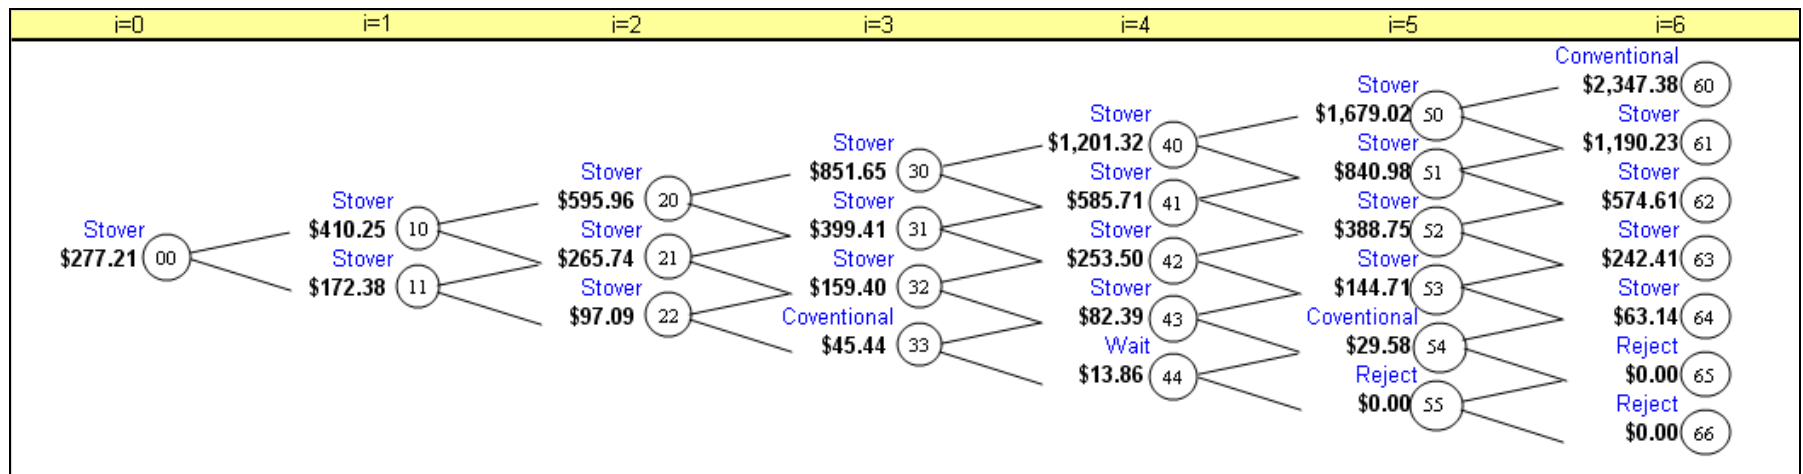 i=0 i=1 i=2 i=3 i=4 i=5 i=6
Conventional
$2,347.38 60
Stover
$1,679.02 50
Stover
$1,190.23 61
Stover
$1,201.32 40
Stover
$840.98 51
Stover
$574.61 62
Stover
$851.65 30
Stover
$585.71 41
Stover
$388.75 52
Stover
$242.41 63
Stover
$595.96 20
Stover
$399.41 31
Stover
$253.50 42
Stover
$144.71 53
Stover
$63.14 64
Stover
$410.25 10
Stover
$265.74 21
Stover
$159.40 32
Stover
$82.39 43
Coventional
$29.58 54
Reject
$0.00 65
Stover
$277.21 00
Stover
$172.38 11
Stover
$97.09 22
Coventional
$45.44 33
Wait
$13.86 44
Reject
$0.00 55
Reject
$0.00 66